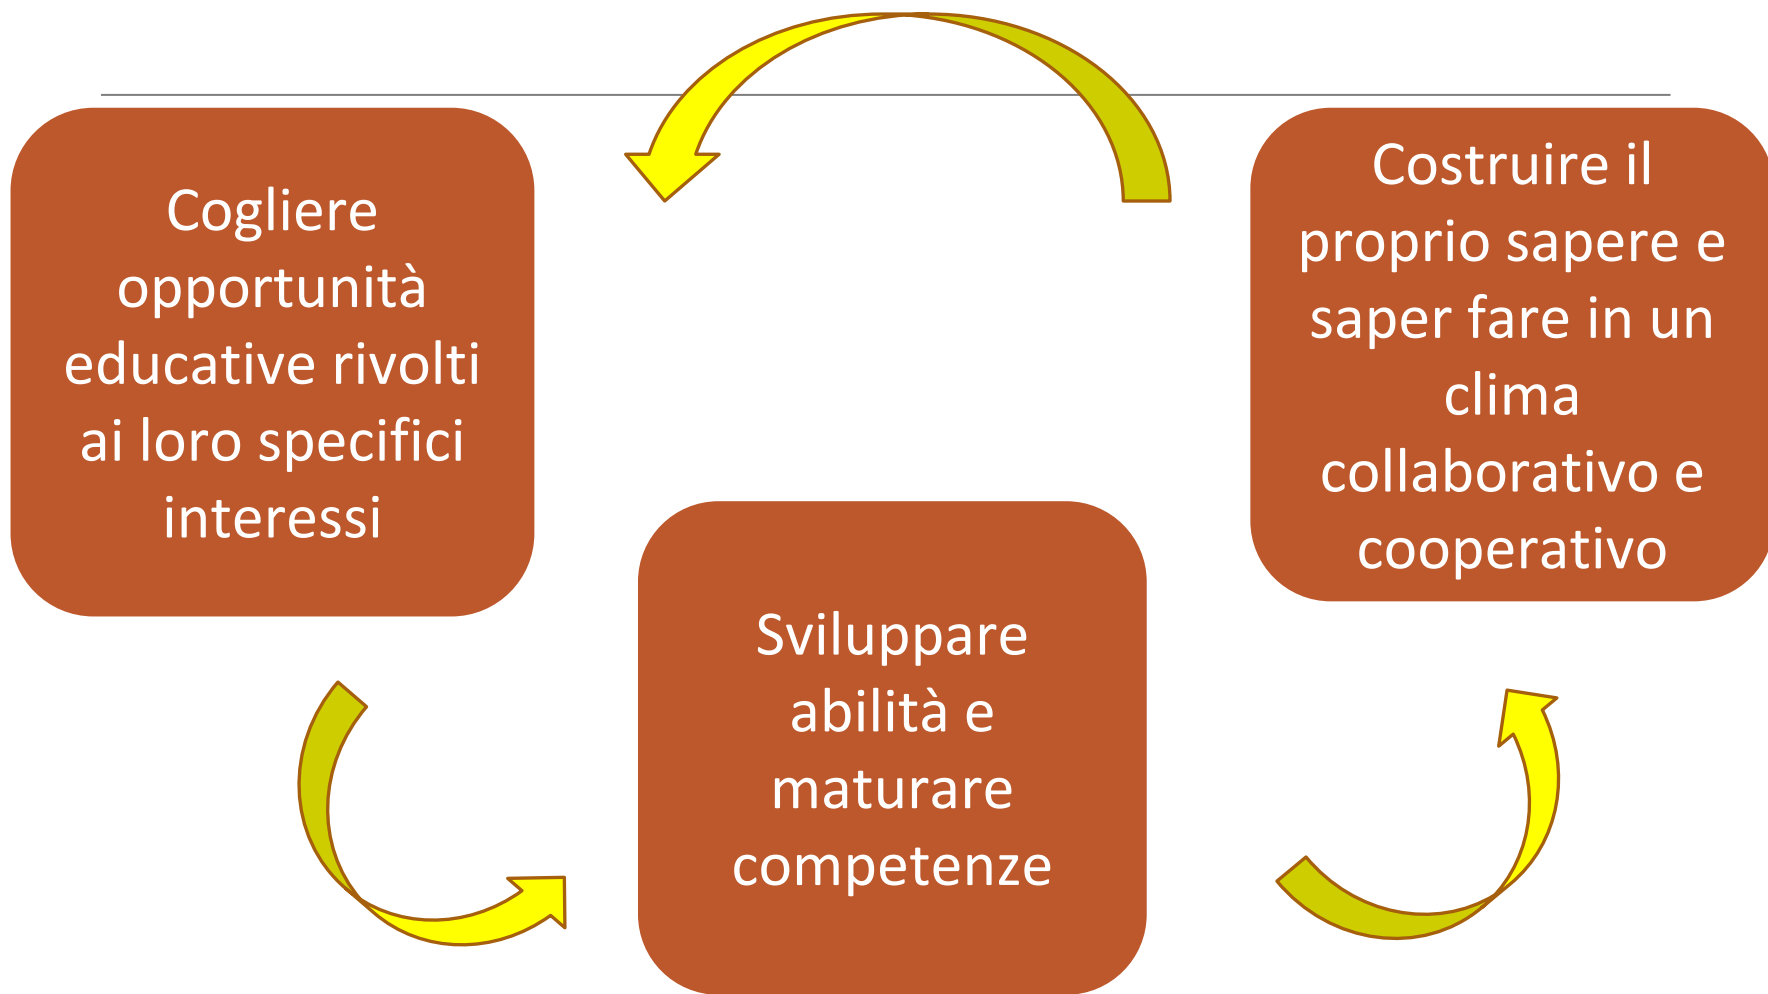 Cogliere
opportunità
educative rivolti
ai loro specifici
interessi
Sviluppare
abilità e
maturare
competenze
Costruire il
proprio sapere e
saper fare in un
clima
collaborativo e
cooperativo